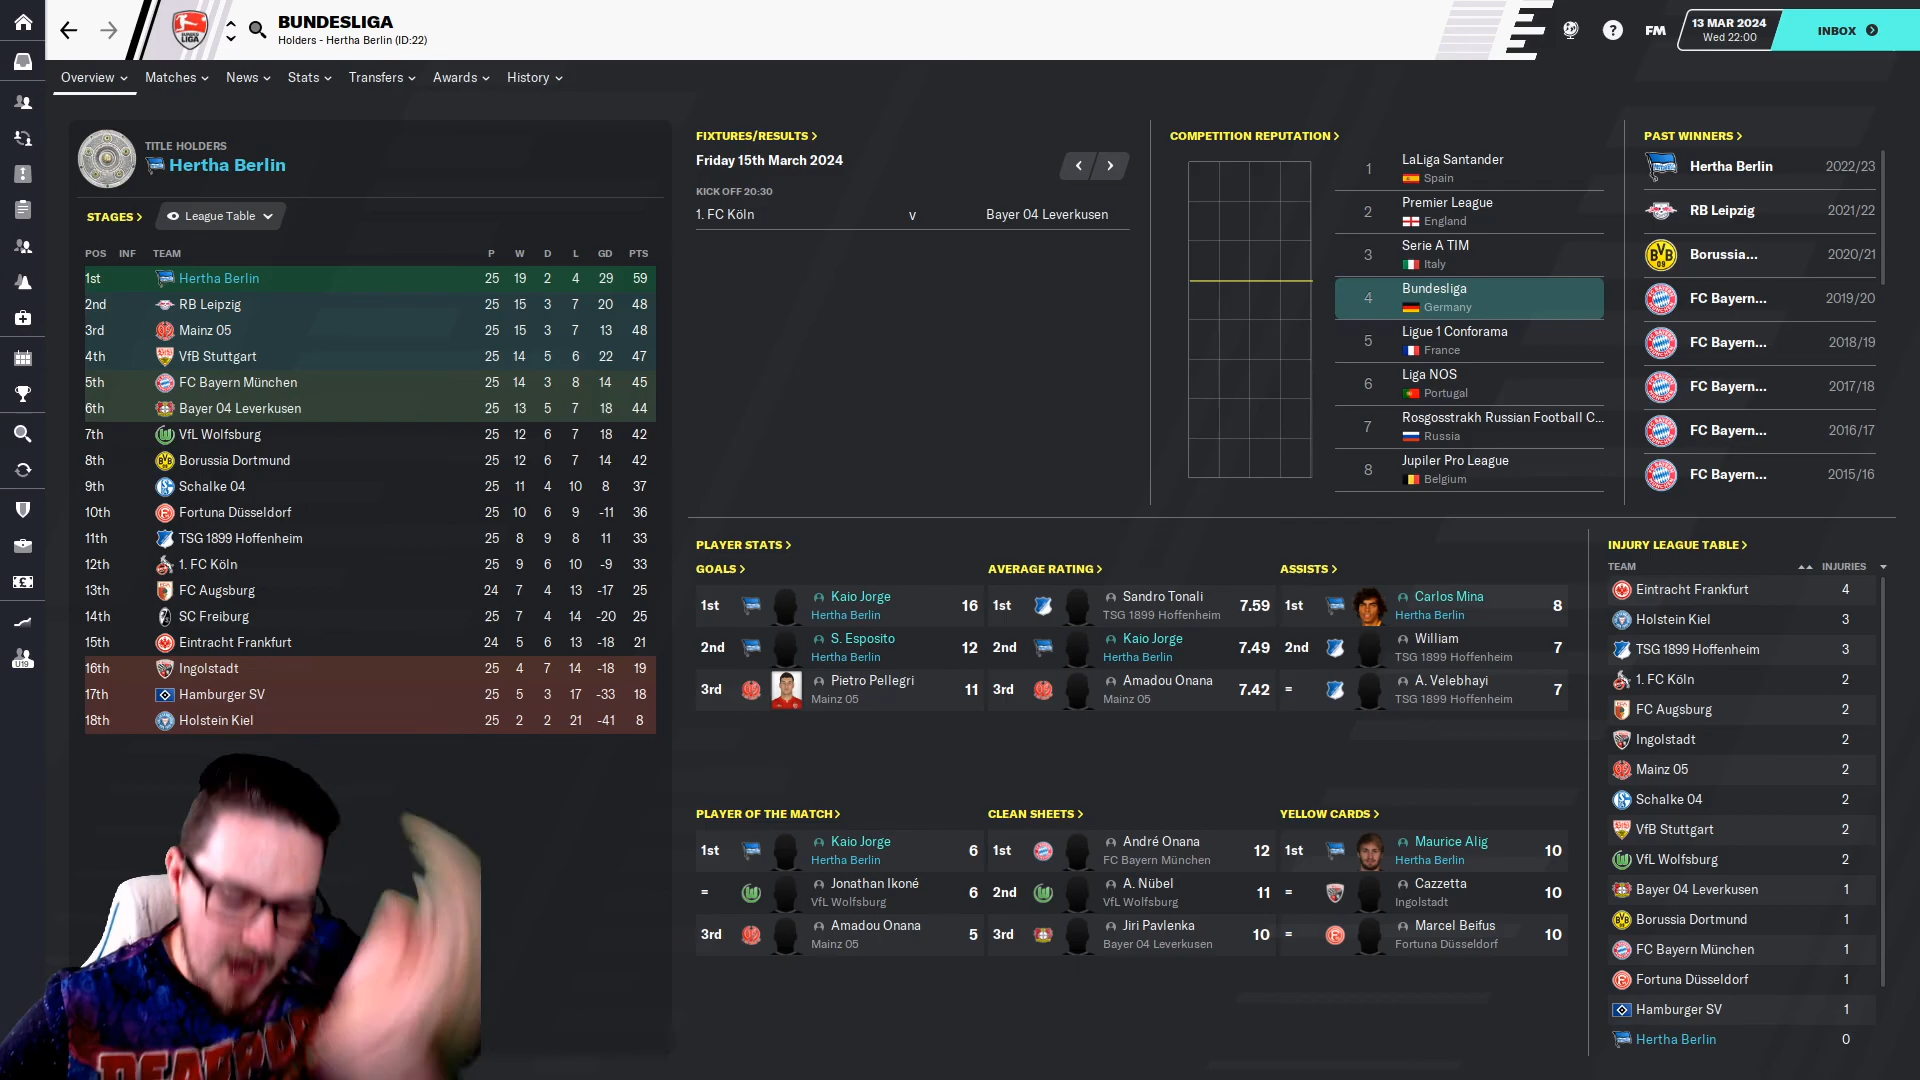 BUNDESLIGA
Holders - Hertha Berlin (ID:22)
FM
13 MAR 2024
Wed 22:00
INBOX
Overview
Matches
News
Stats
Transfers
Awards
History
TITLE HOLDERS
Hertha Berlin
STAGES
League Table
POS INF TEAM P W D L GD PTS
1st Hertha Berlin 25 19 2 4 29 59
2nd RB Leipzig 25 15 3 7 20 48
3rd Mainz 05 25 15 3 7 13 48
4th VfB Stuttgart 25 14 5 6 22 47
5th FC Bayern München 25 14 3 8 14 45
6th Bayer 04 Leverkusen 25 13 5 7 18 44
7th VfL Wolfsburg 25 12 6 7 18 42
8th Borussia Dortmund 25 12 6 7 14 42
9th Schalke 04 25 11 4 10 8 37
10th Fortuna Düsseldorf 25 10 6 9 -11 36
11th TSG 1899 Hoffenheim 25 8 9 8 11 33
12th 1. FC Köln 25 9 6 10 -9 33
13th FC Augsburg 24 7 4 13 -17 25
14th SC Freiburg 25 7 4 14 -20 25
15th Eintracht Frankfurt 24 5 6 13 -18 21
16th Ingolstadt 25 4 7 14 -18 19
17th Hamburger SV 25 5 3 17 -33 18
18th Holstein Kiel 25 2 2 21 -41 8
FIXTURES/RESULTS
Friday 15th March 2024
KICK OFF 20:30
1. FC Köln v Bayer 04 Leverkusen
COMPETITION REPUTATION
1 LaLiga Santander
Spain
2 Premier League
England
3 Serie A TIM
Italy
4 Bundesliga
Germany
5 Ligue 1 Conforama
France
6 Liga NOS
Portugal
7 Rosgosstrakh Russian Football C...
Russia
8 Jupiler Pro League
Belgium
PAST WINNERS
Hertha Berlin 2022/23
RB Leipzig 2021/22
Borussia... 2020/21
FC Bayern... 2019/20
FC Bayern... 2018/19
FC Bayern... 2017/18
FC Bayern... 2016/17
FC Bayern... 2015/16
PLAYER STATS
GOALS
1st Kaio Jorge 16
Hertha Berlin
2nd S. Esposito 12
Hertha Berlin
3rd Pietro Pellegri 11
Mainz 05
AVERAGE RATING
1st Sandro Tonali 7.59
TSG 1899 Hoffenheim
2nd Kaio Jorge 7.49
Hertha Berlin
3rd Amadou Onana 7.42
Mainz 05
ASSISTS
1st Carlos Mina 8
Hertha Berlin
2nd William 7
TSG 1899 Hoffenheim
= A. Velebhayi 7
TSG 1899 Hoffenheim
PLAYER OF THE MATCH
1st Kaio Jorge 6
Hertha Berlin
= Jonathan Ikoné 6
VfL Wolfsburg
3rd Amadou Onana 5
Mainz 05
CLEAN SHEETS
1st André Onana 12
FC Bayern München
2nd A. Nübel 11
VfL Wolfsburg
3rd Jiri Pavlenka 10
Bayer 04 Leverkusen
YELLOW CARDS
1st Maurice Alig 10
Hertha Berlin
= Cazzetta 10
Ingolstadt
= Marcel Beifus 10
Fortuna Düsseldorf
INJURY LEAGUE TABLE
TEAM INJURIES
Eintracht Frankfurt 4
Holstein Kiel 3
TSG 1899 Hoffenheim 3
1. FC Köln 2
FC Augsburg 2
Ingolstadt 2
Mainz 05 2
Schalke 04 2
VfB Stuttgart 2
VfL Wolfsburg 2
Bayer 04 Leverkusen 1
Borussia Dortmund 1
FC Bayern München 1
Fortuna Düsseldorf 1
Hamburger SV 1
Hertha Berlin 0
U19